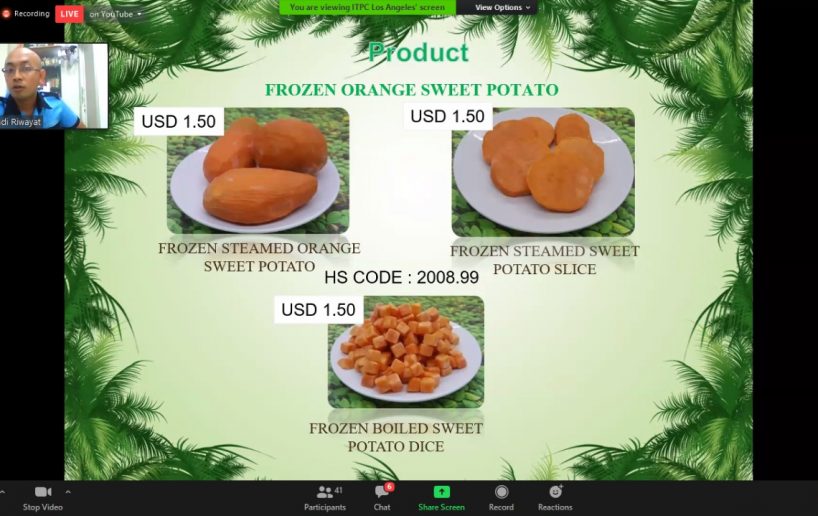 Recording
LIVE
on YouTube
You are viewing ITPC Los Angeles' screen
View Options
Product
FROZEN ORANGE SWEET POTATO
USD 1.50
USD 1.50
di Riwayat
FROZEN STEAMED ORANGE
SWEET POTATO
FROZEN STEAMED SWEET
POTATO SLICE
HS CODE : 2008.99
USD 1.50
FROZEN BOILED SWEET
POTATO DICE
41
6
Stop Video
Participants
Chat
Share Screen
Record
Reactions